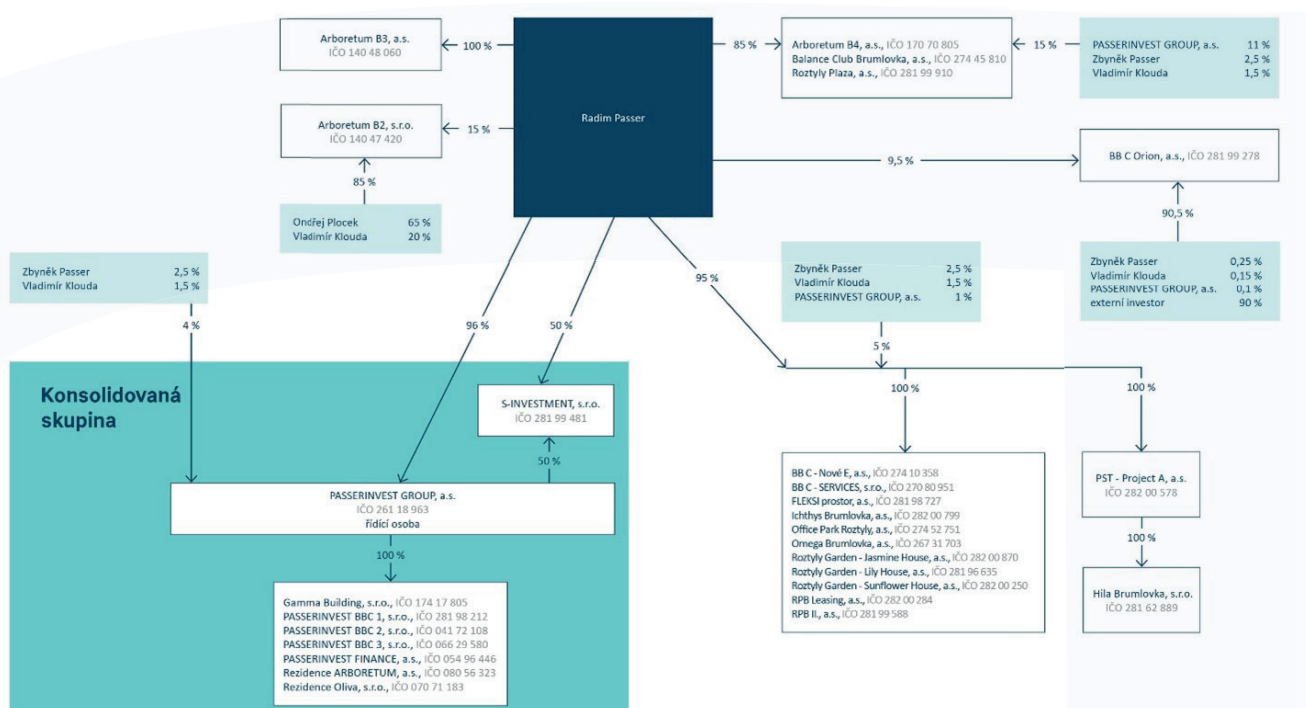 Arboretum B3, a.s.
IČO 140 48 060
100 %
Radim Passer
85 %
Arboretum B4, a.s., IČO 170 70 805
Balance Club Brumlovka, a.s., IČO 274 45 810
Roztyly Plaza, a.s., IČO 281 99 910
15 %
PASSERINVEST GROUP, a.s. 11 %
Zbyněk Passer 2,5 %
Vladimír Klouda 1,5 %
Arboretum B2, s.r.o.
IČO 140 47 420
15 %
9,5 %
BB C Orion, a.s., IČO 281 99 278
85 %
Ondřej Plocek 65 %
Vladimír Klouda 20 %
90,5 %
Zbyněk Passer 2,5 %
Vladimír Klouda 1,5 %
4 %
96 %
50 %
95 %
Zbyněk Passer 2,5 %
Vladimír Klouda 1,5 %
PASSERINVEST GROUP, a.s. 1 %
5 %
Zbyněk Passer 0,25 %
Vladimír Klouda 0,15 %
PASSERINVEST GROUP, a.s. 0,1 %
externí investor 90 %
Konsolidovaná
skupina
S-INVESTMENT, s.r.o.
IČO 281 99 481
50 %
100 %
100 %
PASSERINVEST GROUP, a.s.
IČO 261 18 963
řídící osoba
100 %
Gamma Building, s.r.o., IČO 174 17 805
PASSERINVEST BBC 1, s.r.o., IČO 281 98 212
PASSERINVEST BBC 2, s.r.o., IČO 041 72 108
PASSERINVEST BBC 3, s.r.o., IČO 066 29 580
PASSERINVEST FINANCE, a.s., IČO 054 96 446
Rezidence ARBORETUM, a.s., IČO 080 56 323
Rezidence Oliva, s.r.o., IČO 070 71 183
BB C - Nové E, a.s., IČO 274 10 358
BB C - SERVICES, s.r.o., IČO 270 80 951
FLEKSI prostor, a.s., IČO 281 98 727
Ichthys Brumlovka, a.s., IČO 282 00 799
Office Park Roztyly, a.s., IČO 274 52 751
Omega Brumlovka, a.s., IČO 267 31 703
Roztyly Garden - Jasmine House, a.s., IČO 282 00 870
Roztyly Garden - Lily House, a.s., IČO 281 96 635
Roztyly Garden - Sunflower House, a.s., IČO 282 00 250
RPB Leasing, a.s., IČO 282 00 284
RPB II., a.s., IČO 281 99 588
PST - Project A, a.s.
IČO 282 00 578
100 %
Hila Brumlovka, s.r.o.
IČO 281 62 889